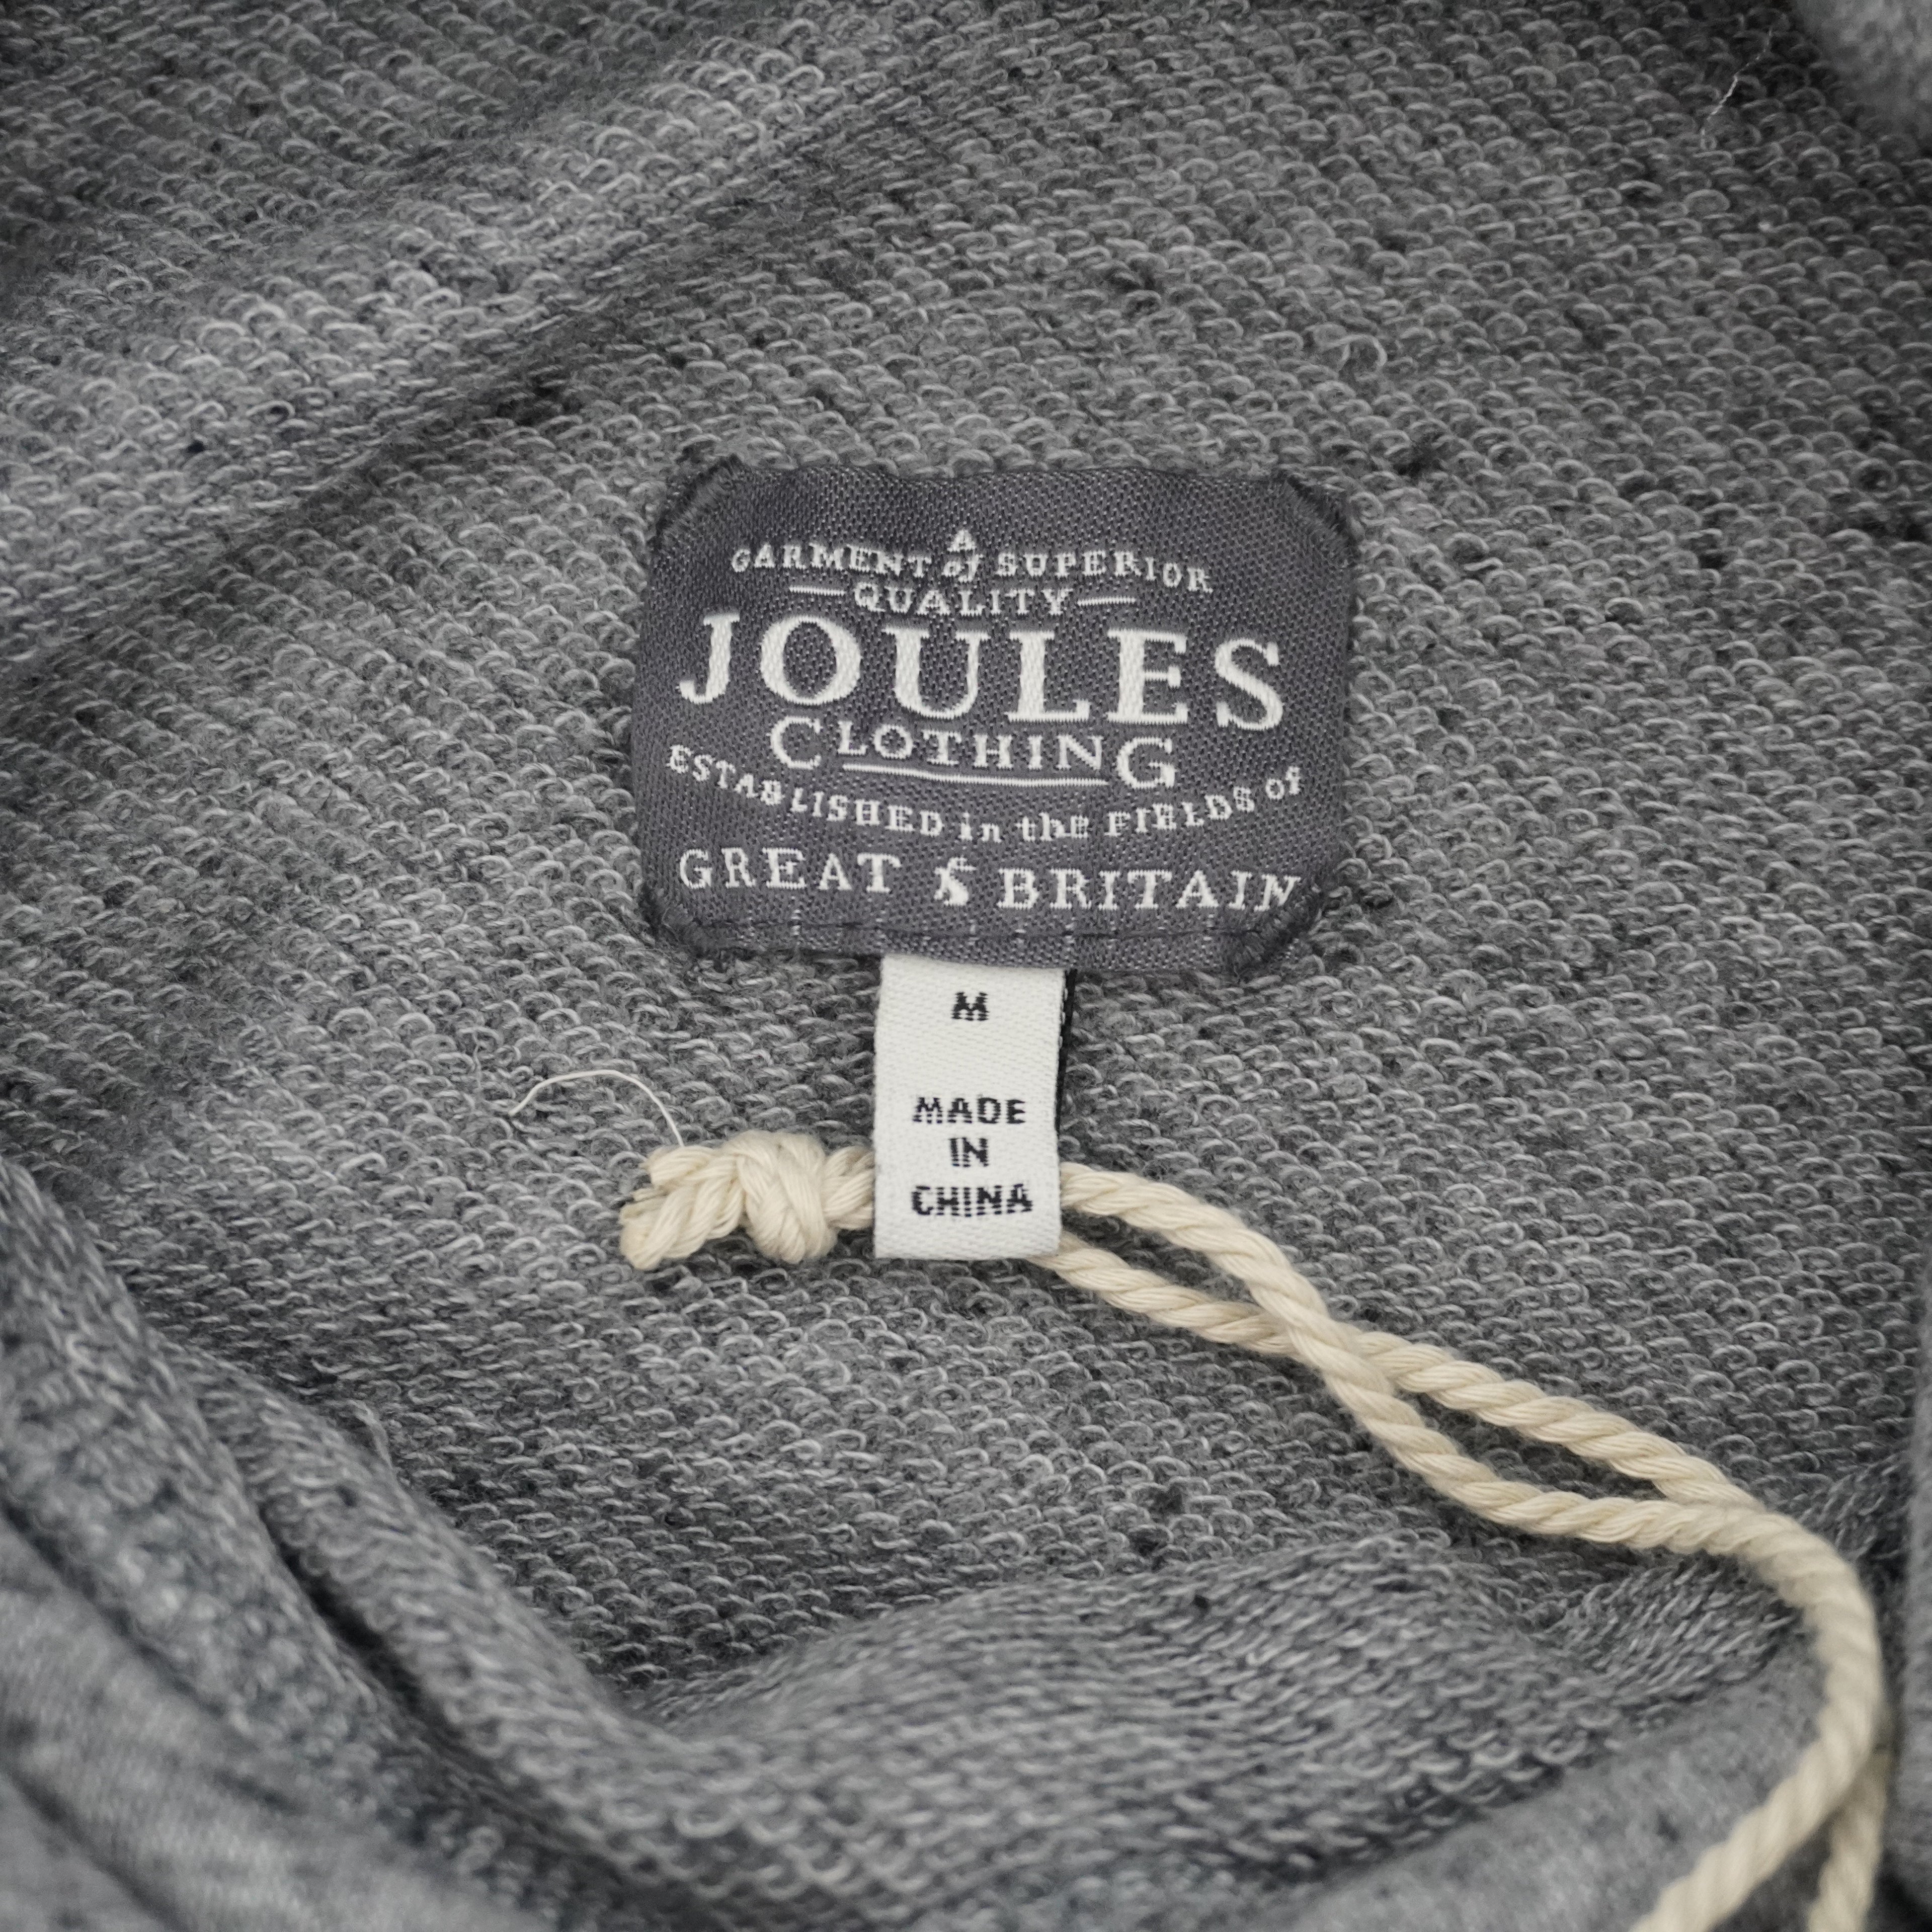 A
GARMENT of SUPERIOR
QUALITY
JOULES
CLOTHING
ESTABLISHED in the FIELDS of
GREAT BRITAIN
M
MADE
IN
CHINA